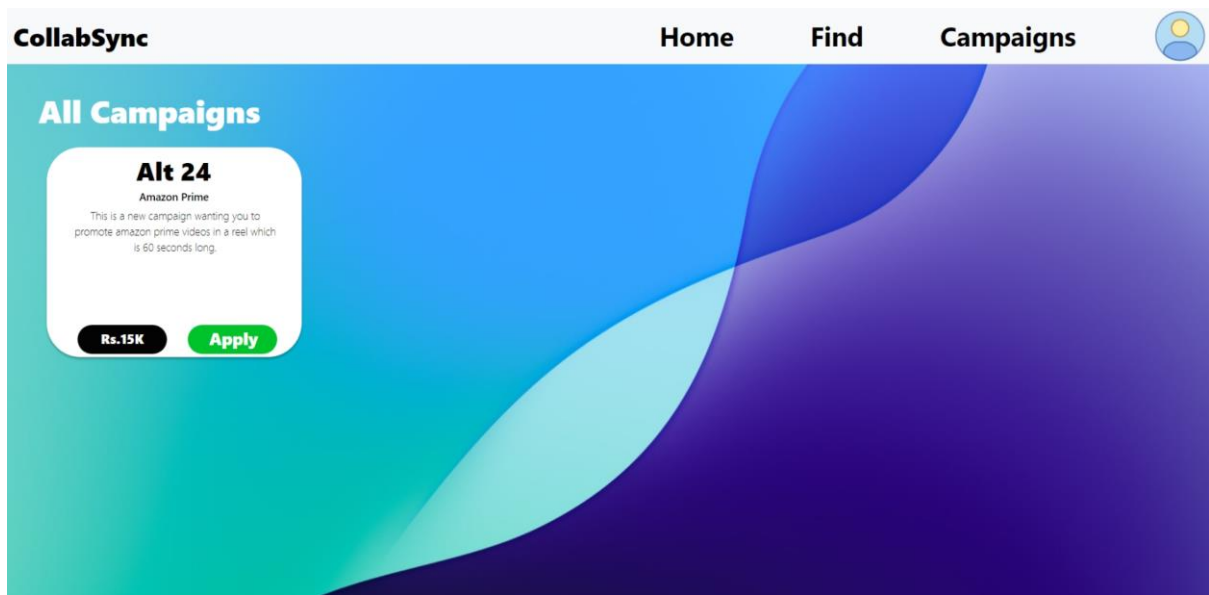 CollabSync
Home
Find
Campaigns
All Campaigns
Alt 24
Amazon Prime
This is a new campaign wanting you to
promote amazon prime videos in a reel which
is 60 seconds long.
Rs.15K
Apply